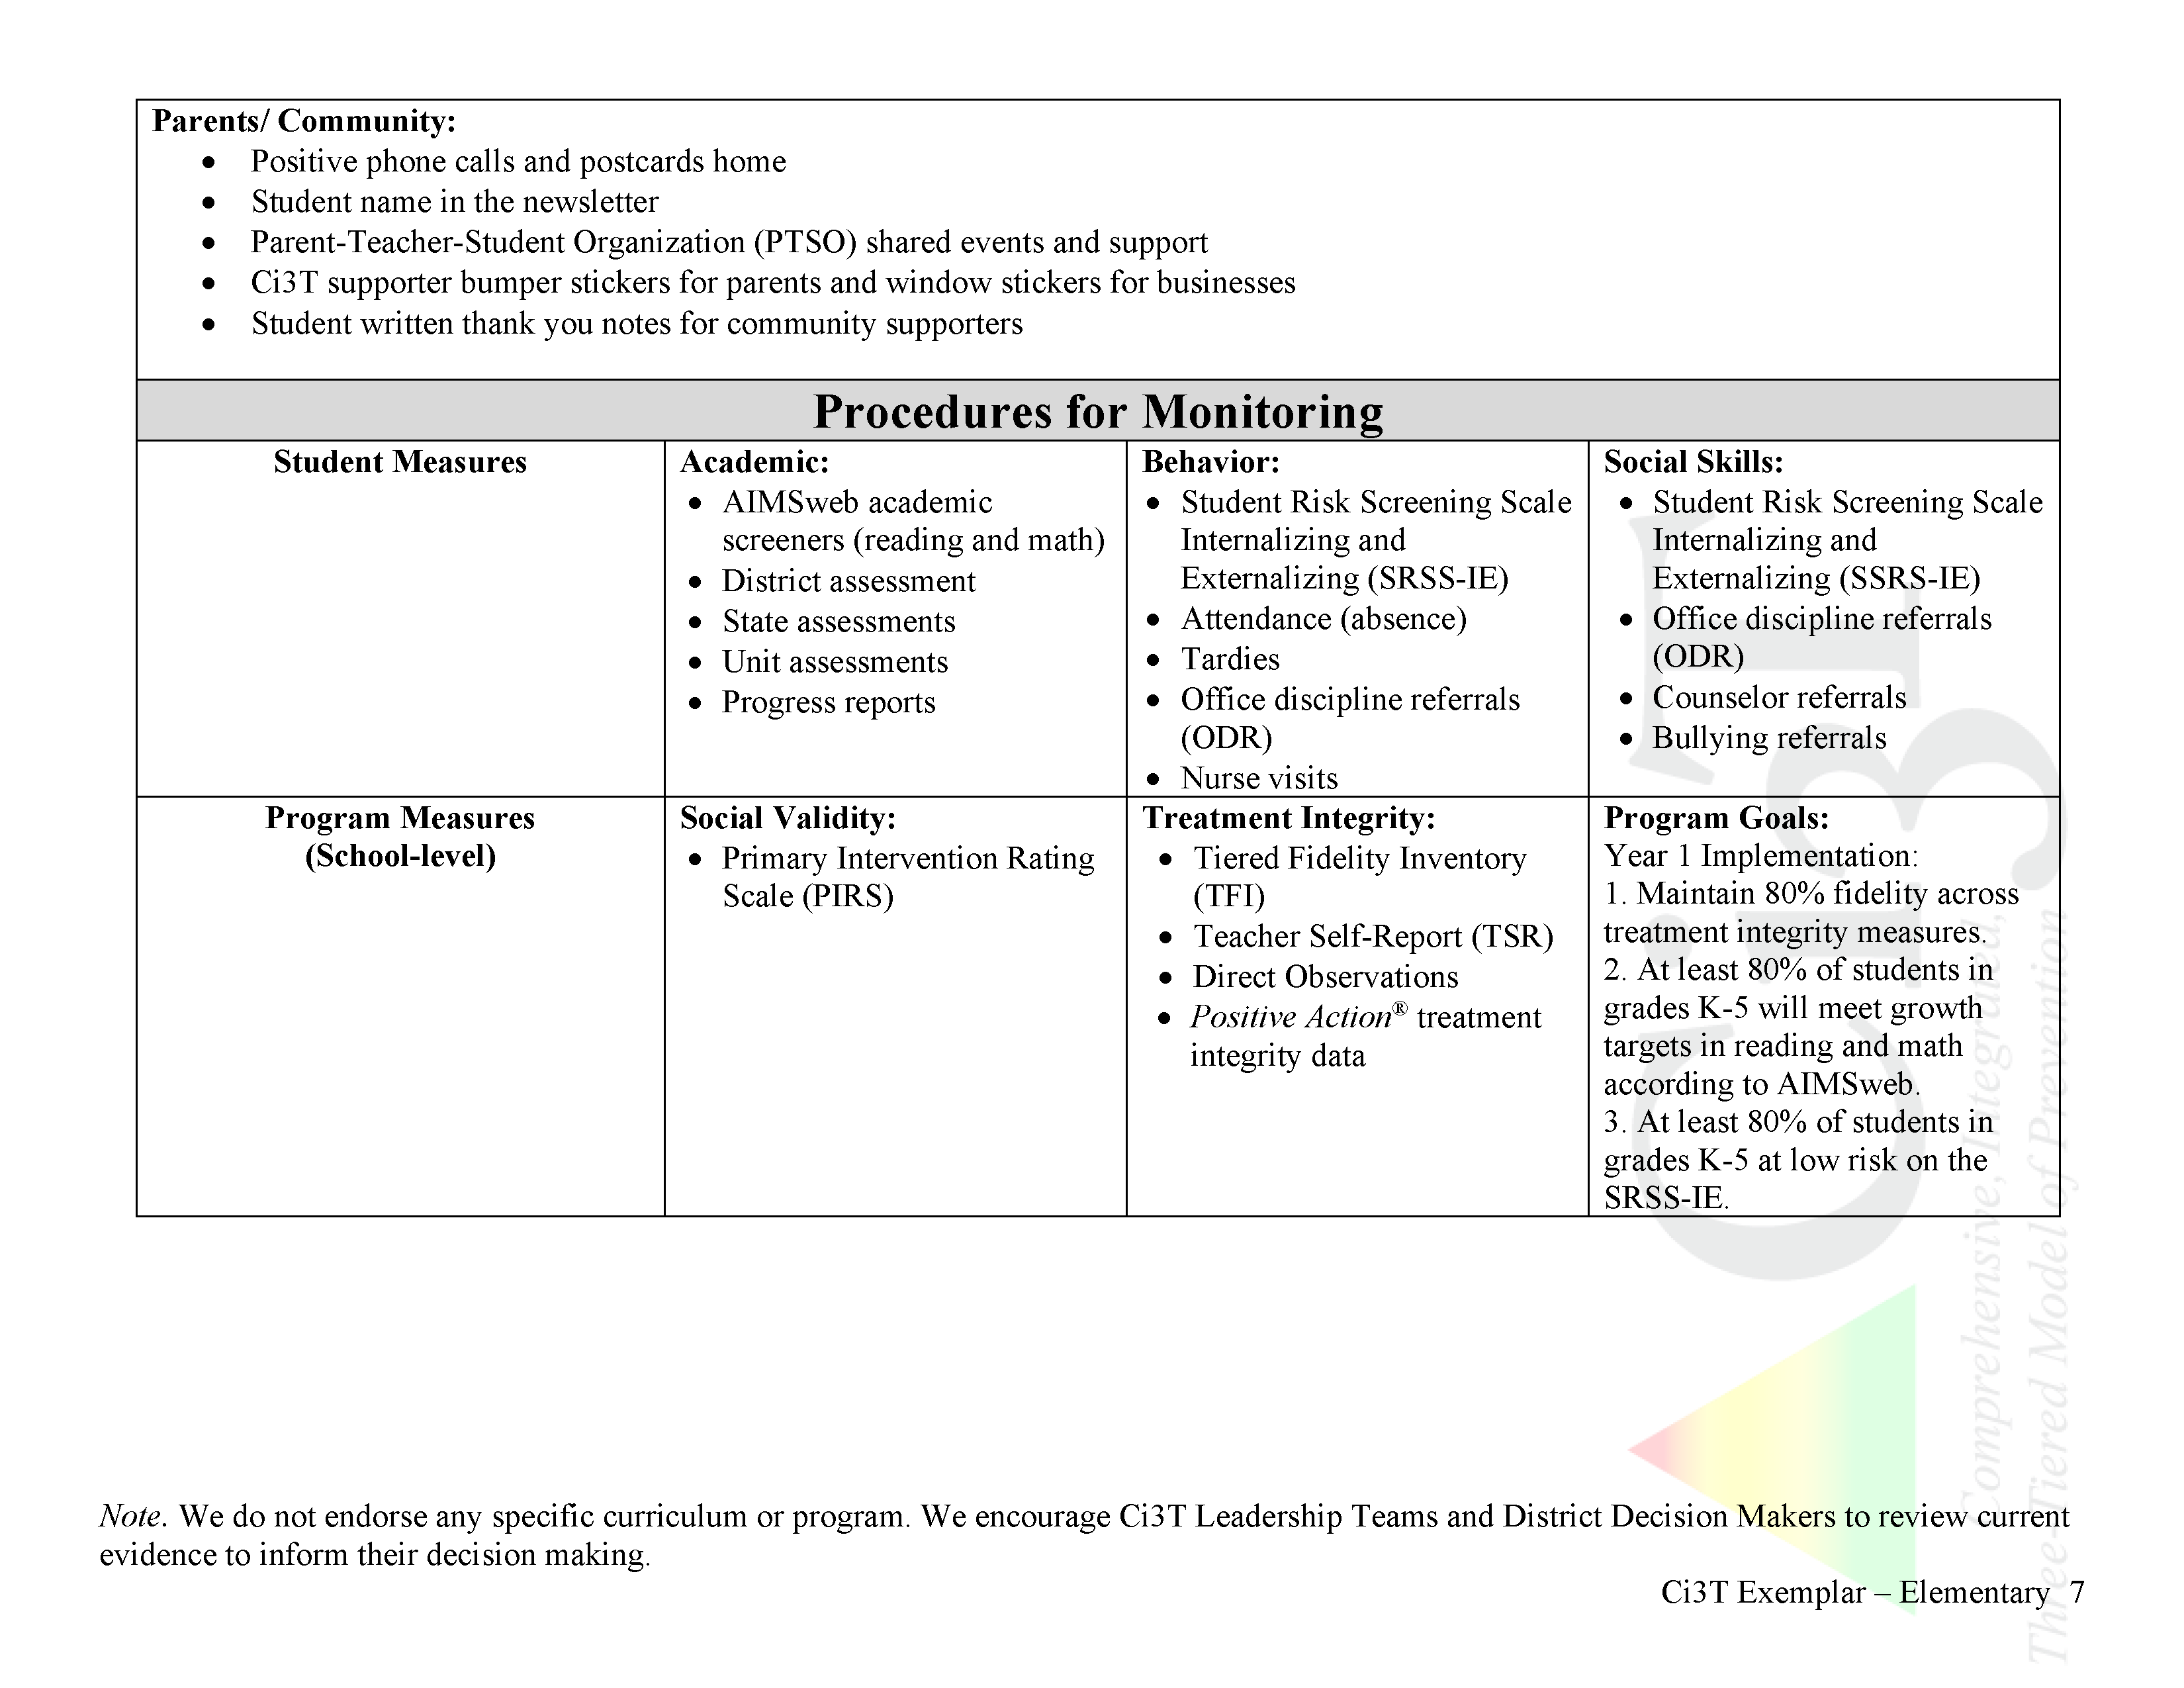 Parents/ Community:
• Positive phone calls and postcards home
• Student name in the newsletter
• Parent-Teacher-Student Organization (PTSO) shared events and support
• Ci3T supporter bumper stickers for parents and window stickers for businesses
• Student written thank you notes for community supporters
Procedures for Monitoring
Student Measures
Academic:
• AIMSweb academic
screeners (reading and math)
• District assessment
• State assessments
• Unit assessments
• Progress reports
Behavior:
• Student Risk Screening Scale
Internalizing and
Externalizing (SRSS-IE)
• Attendance (absence)
• Tardies
• Office discipline referrals
(ODR)
• Nurse visits
Social Skills:
• Student Risk Screening Scale
Internalizing and
Externalizing (SSRS-IE)
• Office discipline referrals
(ODR)
• Counselor referrals
• Bullying referrals
Program Measures
(School-level)
Social Validity:
• Primary Intervention Rating
Scale (PIRS)
Treatment Integrity:
• Tiered Fidelity Inventory
(TFI)
• Teacher Self-Report (TSR)
• Direct Observations
• Positive Action® treatment
integrity data
Program Goals:
Year 1 Implementation:
1. Maintain 80% fidelity across
treatment integrity measures.
2. At least 80% of students in
grades K-5 will meet growth
targets in reading and math
according to AIMSweb.
3. At least 80% of students in
grades K-5 at low risk on the
SRSS-IE.
Ci3T
Comprehensive, Integrated,
Three-Tiered Model of Prevention
Note. We do not endorse any specific curriculum or program. We encourage Ci3T Leadership Teams and District Decision Makers to review current
evidence to inform their decision making.
Ci3T Exemplar – Elementary 7